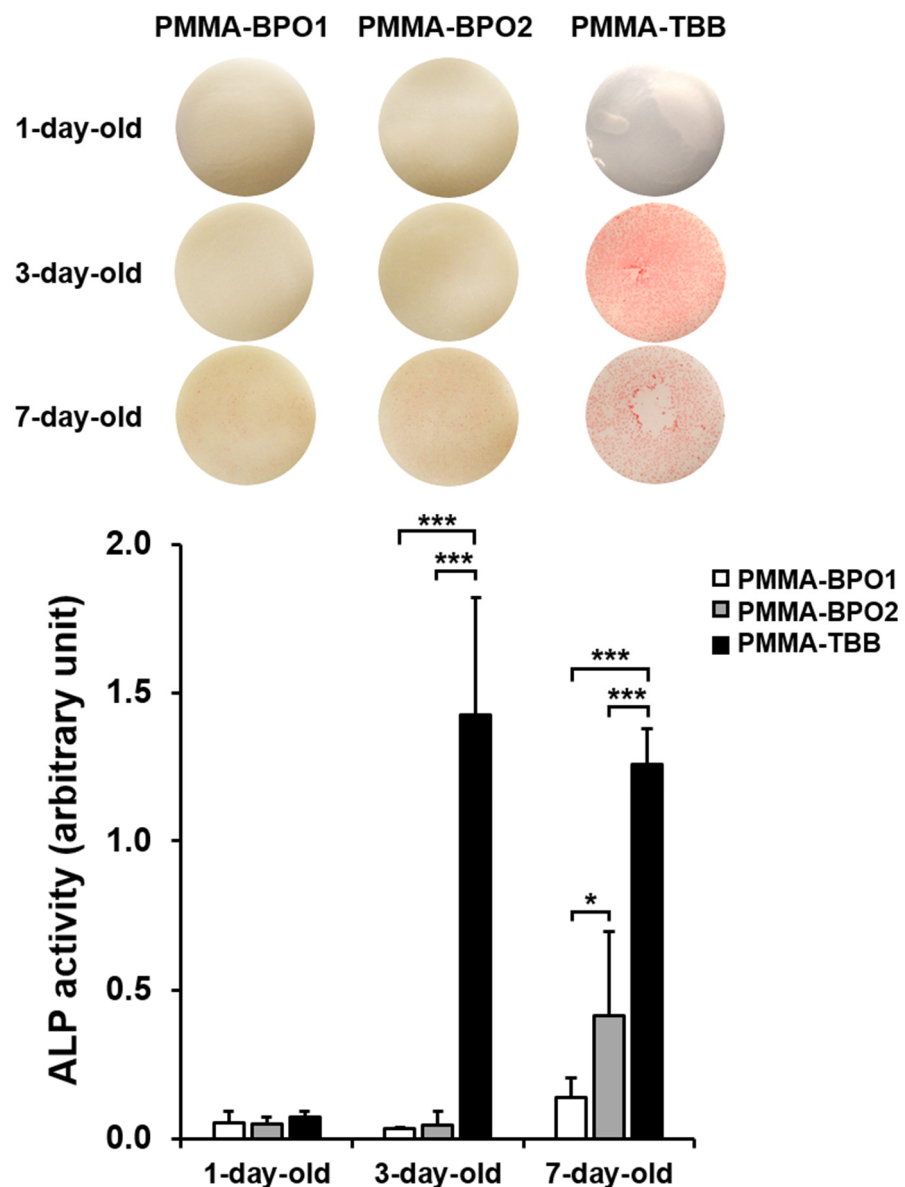 PMMA-BPO1 PMMA-BPO2 PMMA-TBB
1-day-old
3-day-old
7-day-old
ALP activity (arbitrary unit)
2.0
1.5
1.0
0.5
0.0
***
***
***
***
*
PMMA-BPO1
PMMA-BPO2
PMMA-TBB
1-day-old 3-day-old 7-day-old